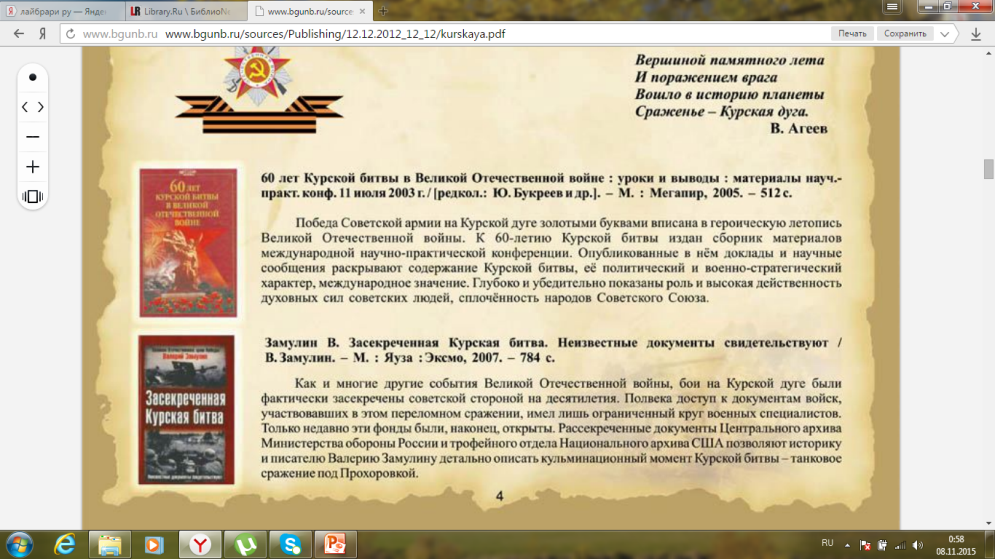 лайбрари ру — Янде
Library.Ru \ Библио
www.bgunb.ru/source
www.bgunb.ru www.bgunb.ru/sources/Publishing/12.12.2012_12_12/kurskaya.pdf
Печать
Сохранить
Вершиной памятного лета
И поражением врага
Вошло в историю планеты
Сраженье – Курская дуга.
В. Агеев
60 ЛЕТ
КУРСКОЙ БИТВЫ
В ВЕЛИКОЙ
ОТЕЧЕСТВЕННОЙ
ВОЙНЕ
60 лет Курской битвы в Великой Отечественной войне : уроки и выводы : материалы науч.-
практ. конф. 11 июля 2003 г. / [редкол.: Ю. Букреев и др.]. – М. : Мегапир, 2005. – 512 с.
Победа Советской армии на Курской дуге золотыми буквами вписана в героическую летопись
Великой Отечественной войны. К 60-летию Курской битвы издан сборник материалов
международной научно-практической конференции. Опубликованные в нём доклады и научные
сообщения раскрывают содержание Курской битвы, её политический и военно-стратегический
характер, международное значение. Глубоко и убедительно показаны роль и высокая действенность
духовных сил советских людей, сплочённость народов Советского Союза.
Валерий Замулин
Засекреченная
Курская битва
Неизвестные документы свидетельствуют
Замулин В. Засекреченная Курская битва. Неизвестные документы свидетельствуют /
В. Замулин. – М. : Яуза : Эксмо, 2007. – 784 с.
Как и многие другие события Великой Отечественной войны, бои на Курской дуге были
фактически засекречены советской стороной на десятилетия. Полвека доступ к документам войск,
участвовавших в этом переломном сражении, имел лишь ограниченный круг военных специалистов.
Только недавно эти фонды были, наконец, открыты. Рассекреченные документы Центрального архива
Министерства обороны России и трофейного отдела Национального архива США позволяют историку
и писателю Валерию Замулину детально описать кульминационный момент Курской битвы – танковое
сражение под Прохоровкой.
4
RU
0:58
08.11.2015